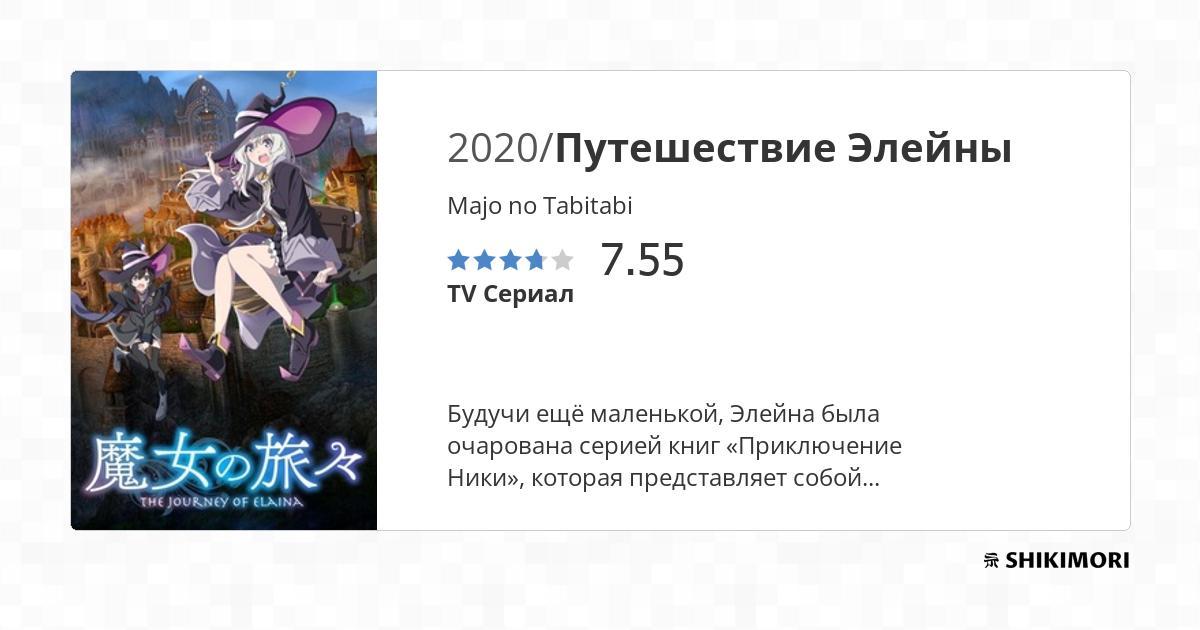 魔女の旅々
THE JOURNEY OF ELAINA
2020/Путешествие Элейны
Majo no Tabitabi
7.55
TV Сериал
Будучи ещё маленькой, Элейна была
очарована серией книг «Приключение
Ники», которая представляет собой...
SHIKIMORI